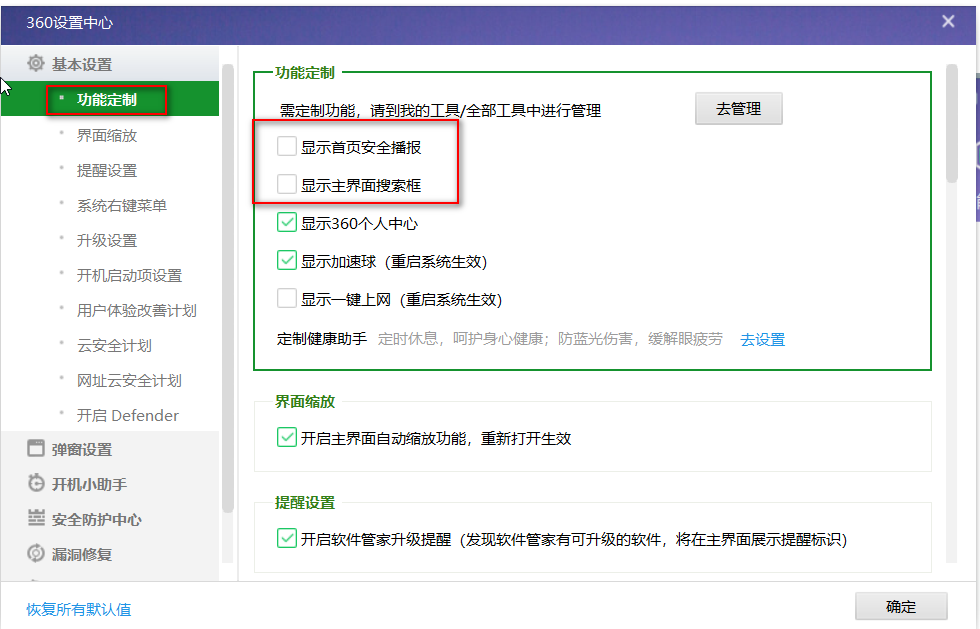 360设置中心
基本设置
功能定制
界面缩放
提醒设置
系统右键菜单
升级设置
开机启动项设置
用户体验改善计划
云安全计划
网址云安全计划
开启 Defender
弹窗设置
开机小助手
安全防护中心
漏洞修复
恢复所有默认值
功能定制
需定制功能，请到我的工具/全部工具中进行管理
去管理
显示首页安全播报
显示主界面搜索框
显示360个人中心
显示加速球（重启系统生效）
显示一键上网（重启系统生效）
定制健康助手 定时休息，呵护身心健康；防蓝光伤害，缓解眼疲劳 去设置
界面缩放
开启主界面自动缩放功能，重新打开生效
提醒设置
开启软件管家升级提醒（发现软件管家有可升级的软件，将在主界面展示提醒标识）
确定